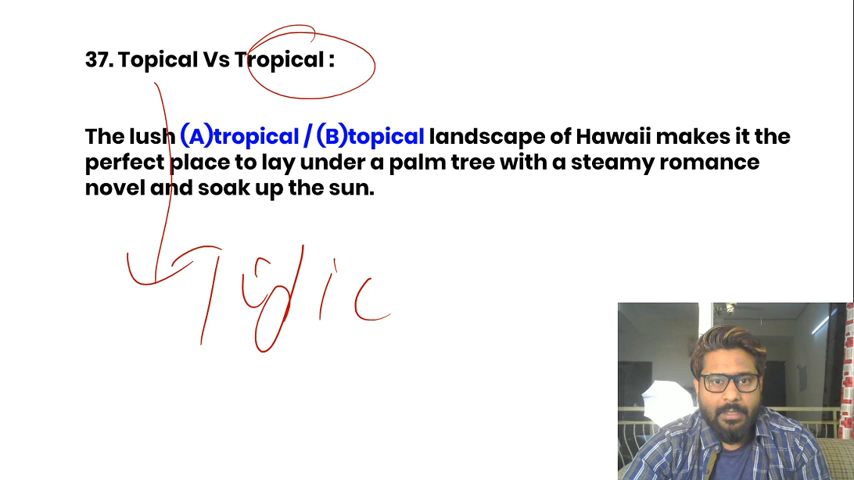 37. Topical Vs Tropical :
The lush (A)tropical / (B)topical landscape of Hawaii makes it the
perfect place to lay under a palm tree with a steamy romance
novel and soak up the sun.
Topic